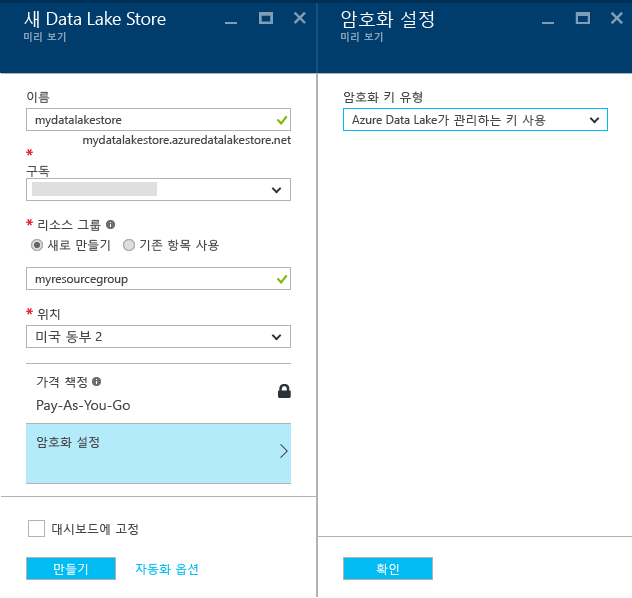 새 Data Lake Store
미리 보기
이름
mydatalakestore
mydatalakestore.azuredatalakestore.net
*
구독
* 리소스 그룹
새로 만들기 기존 항목 사용
myresourcegroup
* 위치
미국 동부 2
가격 책정
Pay-As-You-Go
암호화 설정
대시보드에 고정
만들기 자동화 옵션
암호화 설정
미리 보기
암호화 키 유형
Azure Data Lake가 관리하는 키 사용
확인